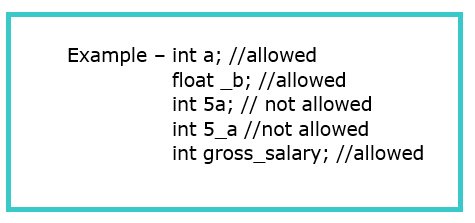 Example – int a; //allowed
float _b; //allowed
int 5a; // not allowed
int 5_a //not allowed
int gross_salary; //allowed